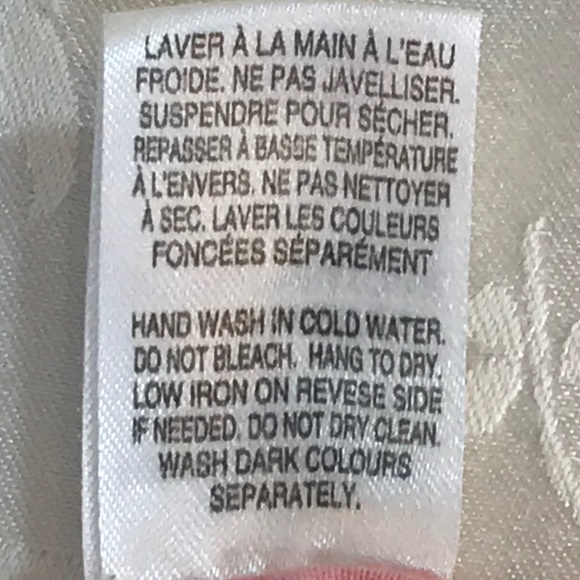 LAVER À LA MAIN À L'EAU
FROIDE. NE PAS JAVELLISER.
SUSPENDRE POUR SÉCHER.
REPASSER À BASSE TEMPÉRATURE
À L'ENVERS. NE PAS NETTOYER
À SEC. LAVER LES COULEURS
FONCÉES SÉPARÉMENT
HAND WASH IN COLD WATER.
DO NOT BLEACH. HANG TO DRY.
LOW IRON ON REVESE SIDE
IF NEEDED. DO NOT DRY CLEAN.
WASH DARK COLOURS
SEPARATELY.